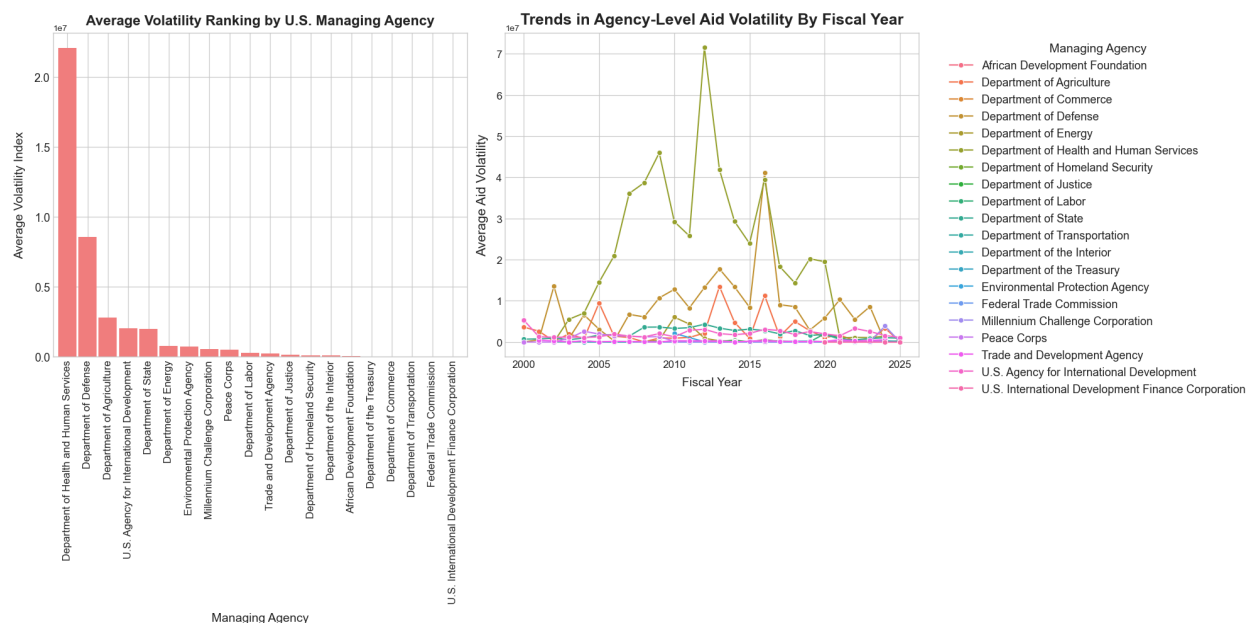 Average Volatility Ranking by U.S. Managing Agency
1e7
2.0
1.5
1.0
0.5
0.0
Average Volatility Index
Department of Health and Human Services
Department of Defense
Department of Agriculture
U.S. Agency for International Development
Department of State
Department of Energy
Environmental Protection Agency
Millennium Challenge Corporation
Peace Corps
Department of Labor
Trade and Development Agency
Department of Justice
Department of Homeland Security
Department of the Interior
African Development Foundation
Department of the Treasury
Department of Commerce
Department of Transportation
Federal Trade Commission
U.S. International Development Finance Corporation
Managing Agency
Trends in Agency-Level Aid Volatility By Fiscal Year
1e7
7
6
5
4
3
2
1
0
Average Aid Volatility
2000
2005
2010
2015
2020
2025
Fiscal Year
Managing Agency
African Development Foundation
Department of Agriculture
Department of Commerce
Department of Defense
Department of Energy
Department of Health and Human Services
Department of Homeland Security
Department of Justice
Department of Labor
Department of State
Department of Transportation
Department of the Interior
Department of the Treasury
Environmental Protection Agency
Federal Trade Commission
Millennium Challenge Corporation
Peace Corps
Trade and Development Agency
U.S. Agency for International Development
U.S. International Development Finance Corporation